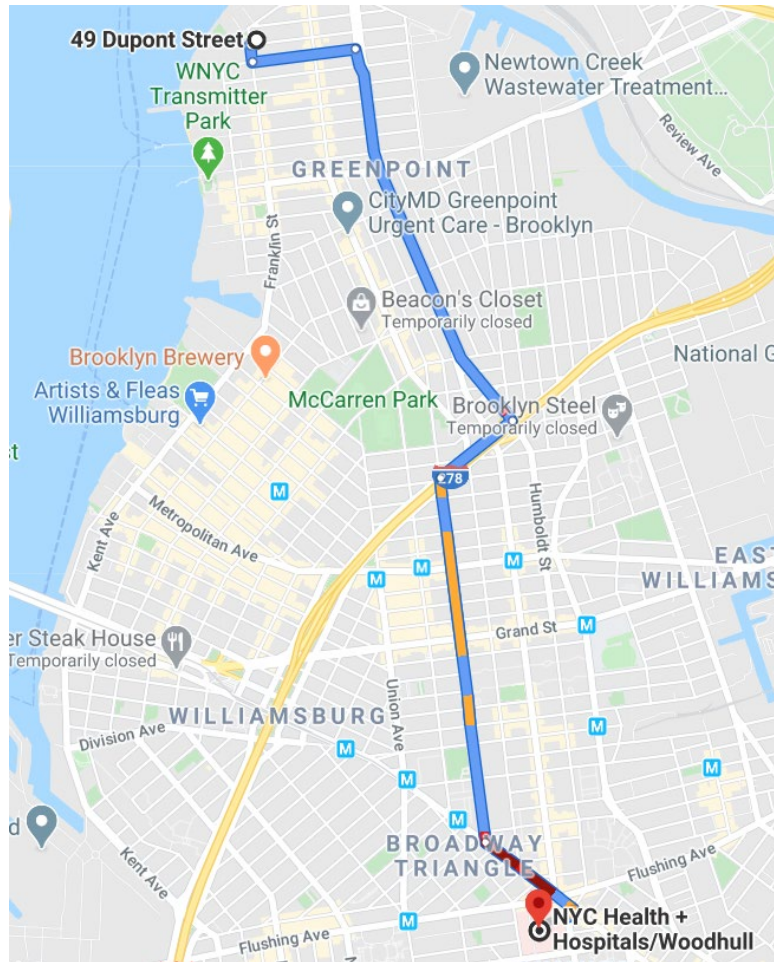 49 Dupont Street
WNYC
Transmitter
Park
Newtown Creek
Wastewater Treatment...
Review Ave
GREENPOINT
CityMD Greenpoint
Urgent Care - Brooklyn
Franklin St
Beacon's Closet
Temporarily closed
Brooklyn Brewery
National G
Artists & Fleas
Williamsburg
McCarren Park
Brooklyn Steel
Temporarily closed
st
278
M
Kent Ave
Metropolitan Ave
Humboldt St
M
M
M
EAST
WILLIAMS
M
Grand St
er Steak House
Temporarily closed
Union Ave
WILLIAMSBURG
M
Division Ave
M
M
M
M
d
BROADWAY
TRIANGLE
Flushing Ave
Kent Ave
M
NYC Health +
Hospitals/Woodhull
Flushing Ave